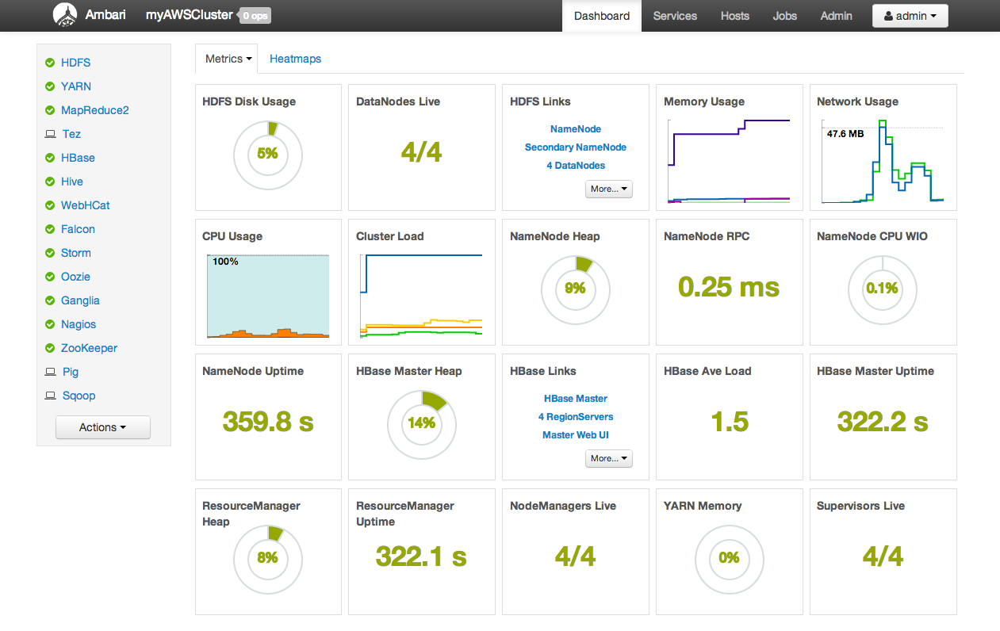 Ambari myAWSCluster 0 ops Dashboard Services Hosts Jobs Admin admin
HDFS
YARN
MapReduce2
Tez
HBase
Hive
WebHCat
Falcon
Storm
Oozie
Ganglia
Nagios
ZooKeeper
Pig
Sqoop
Actions
Metrics Heatmaps
HDFS Disk Usage
5%
DataNodes Live
4/4
HDFS Links
NameNode
Secondary NameNode
4 DataNodes
More...
Memory Usage
Network Usage
47.6 MB
CPU Usage
100%
Cluster Load
NameNode Heap
9%
NameNode RPC
0.25 ms
NameNode CPU WIO
0.1%
NameNode Uptime
359.8 s
HBase Master Heap
14%
HBase Links
HBase Master
4 RegionServers
Master Web UI
More...
HBase Ave Load
1.5
HBase Master Uptime
322.2 s
ResourceManager
Heap
8%
ResourceManager
Uptime
322.1 s
NodeManagers Live
4/4
YARN Memory
0%
Supervisors Live
4/4